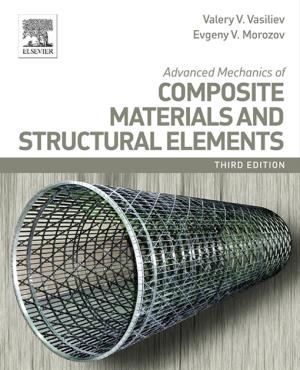 Valery V. Vasiliev
Evgeny V. Morozov
ELSEVIER
Advanced Mechanics of
COMPOSITE
MATERIALS AND
STRUCTURAL ELEMENTS
THIRD EDITION